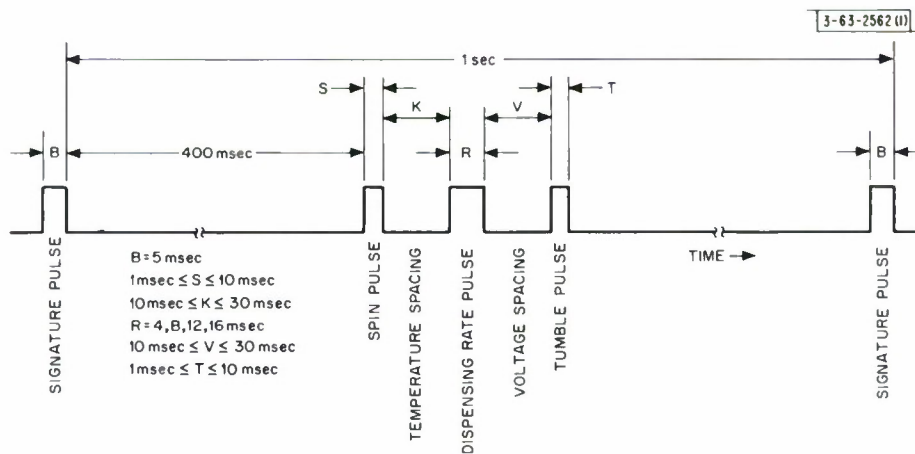 3-63-2562(I)
1 sec
S
T
K
V
B
400 msec
R
B
TIME
B=5 msec
1 msec ≤ S ≤ 10 msec
10 msec ≤ K ≤ 30 msec
R=4, 8, 12, 16 msec
10 msec ≤ V ≤ 30 msec
1 msec ≤ T ≤ 10 msec
SIGNATURE PULSE
SPIN PULSE
TEMPERATURE SPACING
DISPENSING RATE PULSE
VOLTAGE SPACING
TUMBLE PULSE
SIGNATURE PULSE